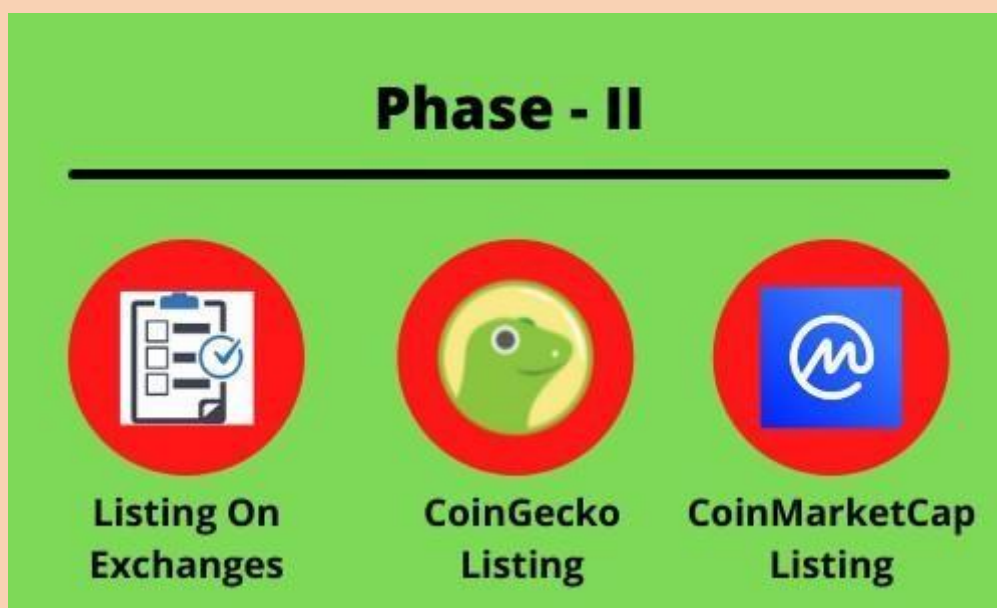 Phase - II
Listing On
Exchanges
CoinGecko
Listing
CoinMarketCap
Listing